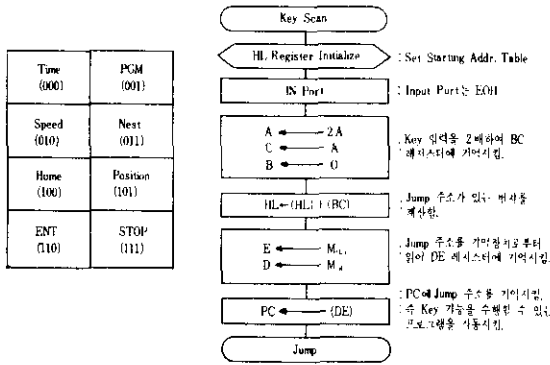 Key Scan
HL Register Initialize
: Set Starting Addr. Table
IN Port
: Input Port는 EOH
A ← 2A
C ← A
B ← O
: Key 입력을 2배하여 BC
레지스터에 기억시킴.
HL←(HL)+(BC)
: Jump 주소가 있는 번지를
계산함.
E ← M
D ← M
: Jump 주소를 기억장치로부터
읽어 DE 레지스터에 기억시킴.
PC ← (DE)
: PC에 Jump 주소를 기억시킴.
즉 Key 기능을 수행할 수 있는
프로그램을 가동시킴.
Jump
Time
(000)
PGM
(001)
Speed
(010)
Nest
(011)
Home
(100)
Position
(101)
ENT
(110)
STOP
(111)